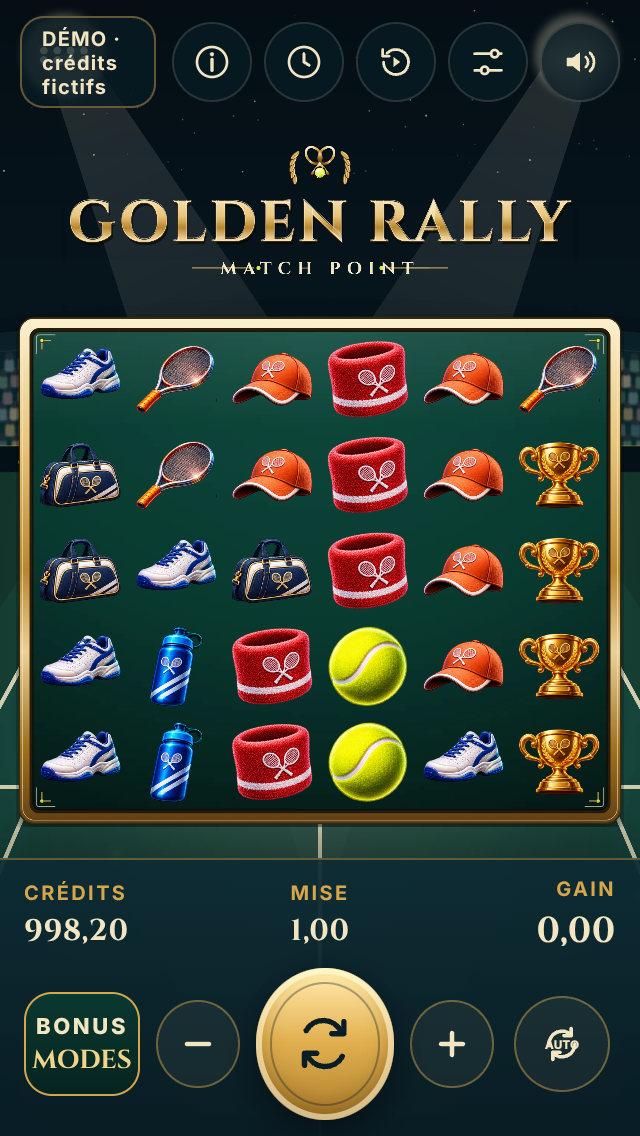 DÉMO ·
crédits
fictifs
GOLDEN RALLY
MATCH POINT
CRÉDITS
998,20
MISE
1,00
GAIN
0,00
BONUS
MODES
AUTO